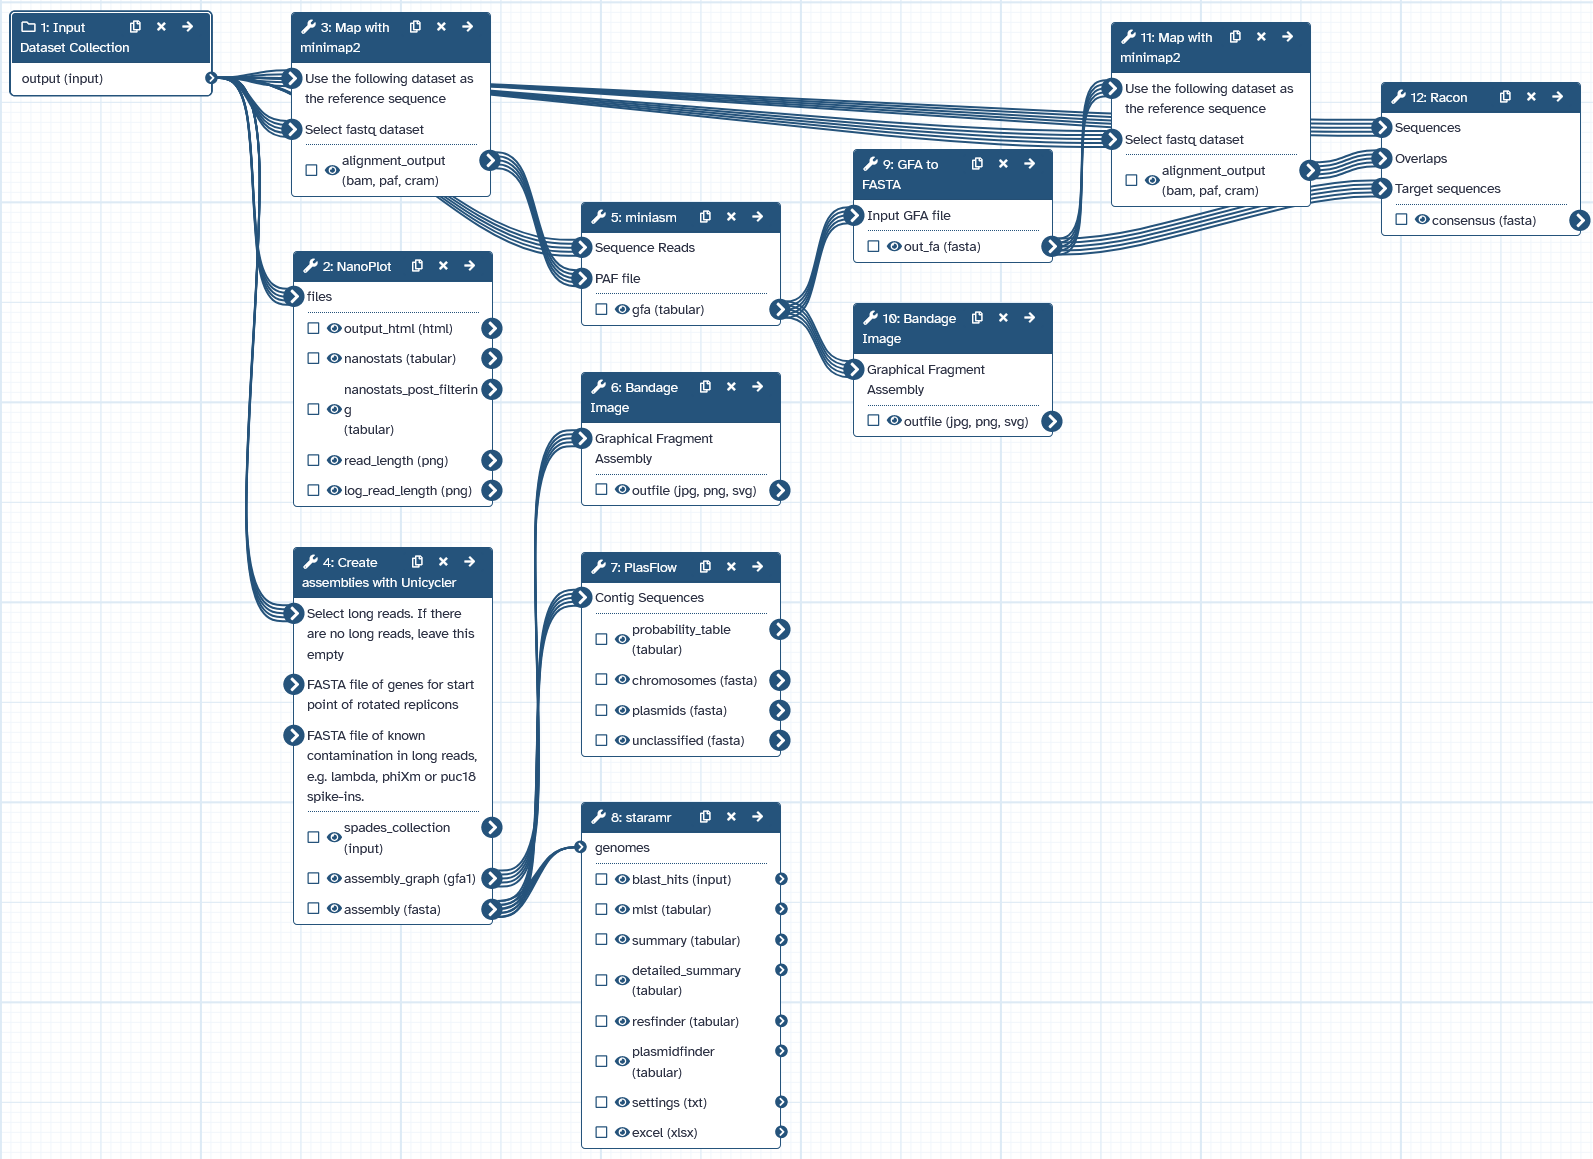 1: Input
Dataset Collection
output (input)
3: Map with
minimap2
Use the following dataset as
the reference sequence
Select fastq dataset
alignment_output
(bam, paf, cram)
2: NanoPlot
files
output_html (html)
nanostats (tabular)
nanostats_post_filterin
g
(tabular)
read_length (png)
log_read_length (png)
4: Create
assemblies with Unicycler
Select long reads. If there
are no long reads, leave this
empty
FASTA file of genes for start
point of rotated replicons
FASTA file of known
contamination in long reads,
e.g. lambda, phiXm or puc18
spike-ins.
spades_collection
(input)
assembly_graph (gfa1)
assembly (fasta)
5: miniasm
Sequence Reads
PAF file
gfa (tabular)
6: Bandage
Image
Graphical Fragment
Assembly
outfile (jpg, png, svg)
7: PlasFlow
Contig Sequences
probability_table
(tabular)
chromosomes (fasta)
plasmids (fasta)
unclassified (fasta)
8: staramr
genomes
blast_hits (input)
mlst (tabular)
summary (tabular)
detailed_summary
(tabular)
resfinder (tabular)
plasmidfinder
(tabular)
settings (txt)
excel (xlsx)
9: GFA to
FASTA
Input GFA file
out_fa (fasta)
10: Bandage
Image
Graphical Fragment
Assembly
outfile (jpg, png, svg)
11: Map with
minimap2
Use the following dataset as
the reference sequence
Select fastq dataset
alignment_output
(bam, paf, cram)
12: Racon
Sequences
Overlaps
Target sequences
consensus (fasta)